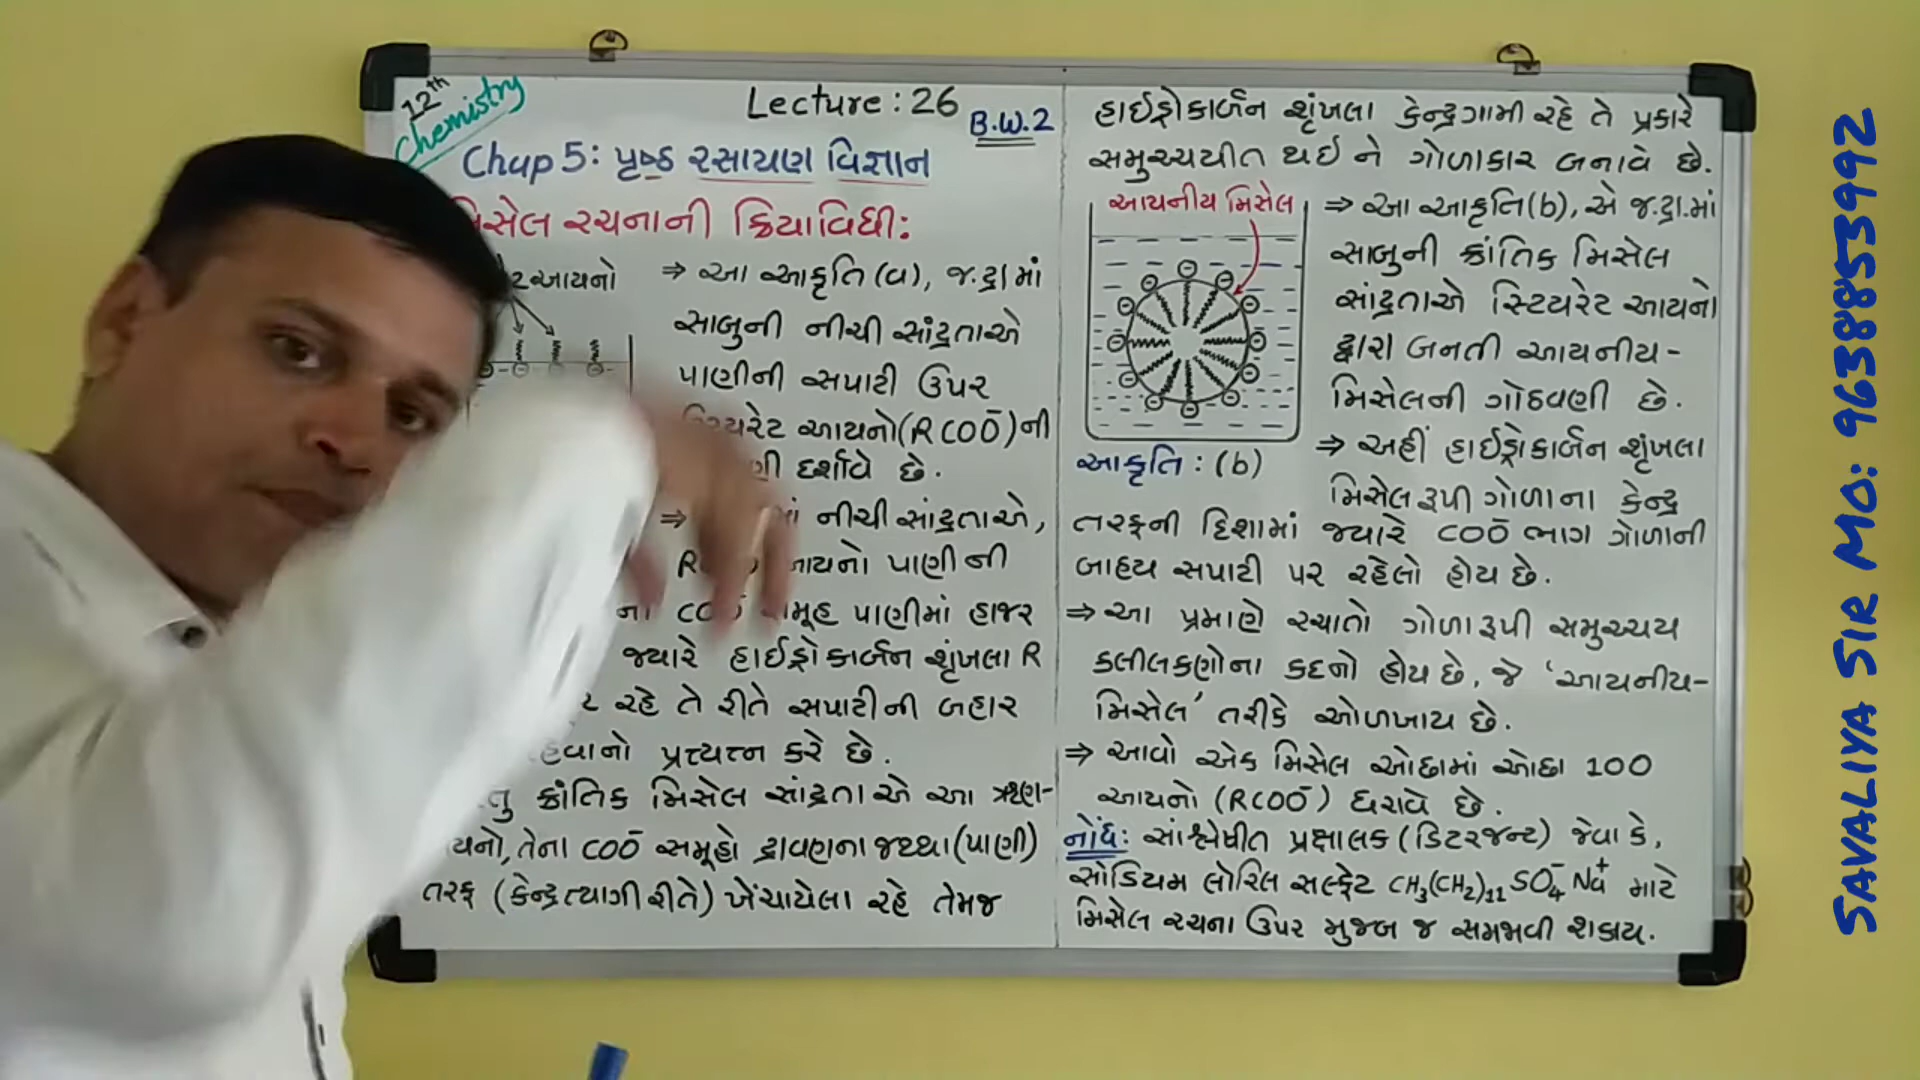 12th
Chemistry
Lecture : 26
B.W.2
Chap 5: પૃષ્ઠ રસાયણ વિજ્ઞાન
મિસેલ રચનાની ક્રિયાવિધી:
આયનો
⇒ આ આકૃતિ (a), જ.દ્રા માં
સાબુની નીચી સાંદ્રતાએ
પાણીની સપાટી ઉપર
આયનો (RCOO⁻) ની
દર્શાવે છે.
⇒ નીચી સાંદ્રતાએ,
પાણી ની
COO⁻ સમૂહ પાણીમાં હાજર
જ્યારે હાઈડ્રોકાર્બન શૃંખલા R
રહે તે રીતે સપાટીની બહાર
પ્રત્યત્ન કરે છે.
ક્રાંતિક મિસેલ સાંદ્રતા એ આ ઋણ-
તેના COO⁻ સમૂહો દ્રાવણના જથ્થા (પાણી)
તરફ (કેન્દ્રત્યાગી રીતે) ખેંચાયેલા રહે તેમજ
હાઈડ્રોકાર્બન શૃંખલા કેન્દ્રગામી રહે તે પ્રકારે
સમુચ્ચયીત થઈ ને ગોળાકાર બનાવે છે.
આયનીય મિસેલ
આકૃતિ : (b)
⇒ આ આકૃતિ (b), એ જ.દ્રા.માં
સાબુની ક્રાંતિક મિસેલ
સાંદ્રતાએ સ્ટિયરેટ આયનો
દ્વારા બનતી આયનીય-
મિસેલની ગોઠવણી છે.
⇒ અહીં હાઈડ્રોકાર્બન શૃંખલા
મિસેલ રૂપી ગોળાના કેન્દ્ર
તરફની દિશામાં જ્યારે COO⁻ ભાગ ગોળાની
બાહ્ય સપાટી પર રહેલો હોય છે.
⇒ આ પ્રમાણે રચાતો ગોળા રૂપી સમુચ્ચય
કલીલકણોના કદનો હોય છે, જે 'આયનીય-
મિસેલ' તરીકે ઓળખાય છે.
⇒ આવો એક મિસેલ ઓછામાં ઓછા 100
આયનો (RCOO⁻) ધરાવે છે.
નોંધ: સાંશ્લેષીત પ્રક્ષાલક (ડિટરજન્ટ) જેવા કે,
સોડિયમ લોરિલ સલ્ફેટ CH₃(CH₂)₁₁SO₄⁻Na⁺ માટે
મિસેલ રચના ઉપર મુજબ જ સમજાવી શકાય.
SAVALIYA SIR MO: 9638853992